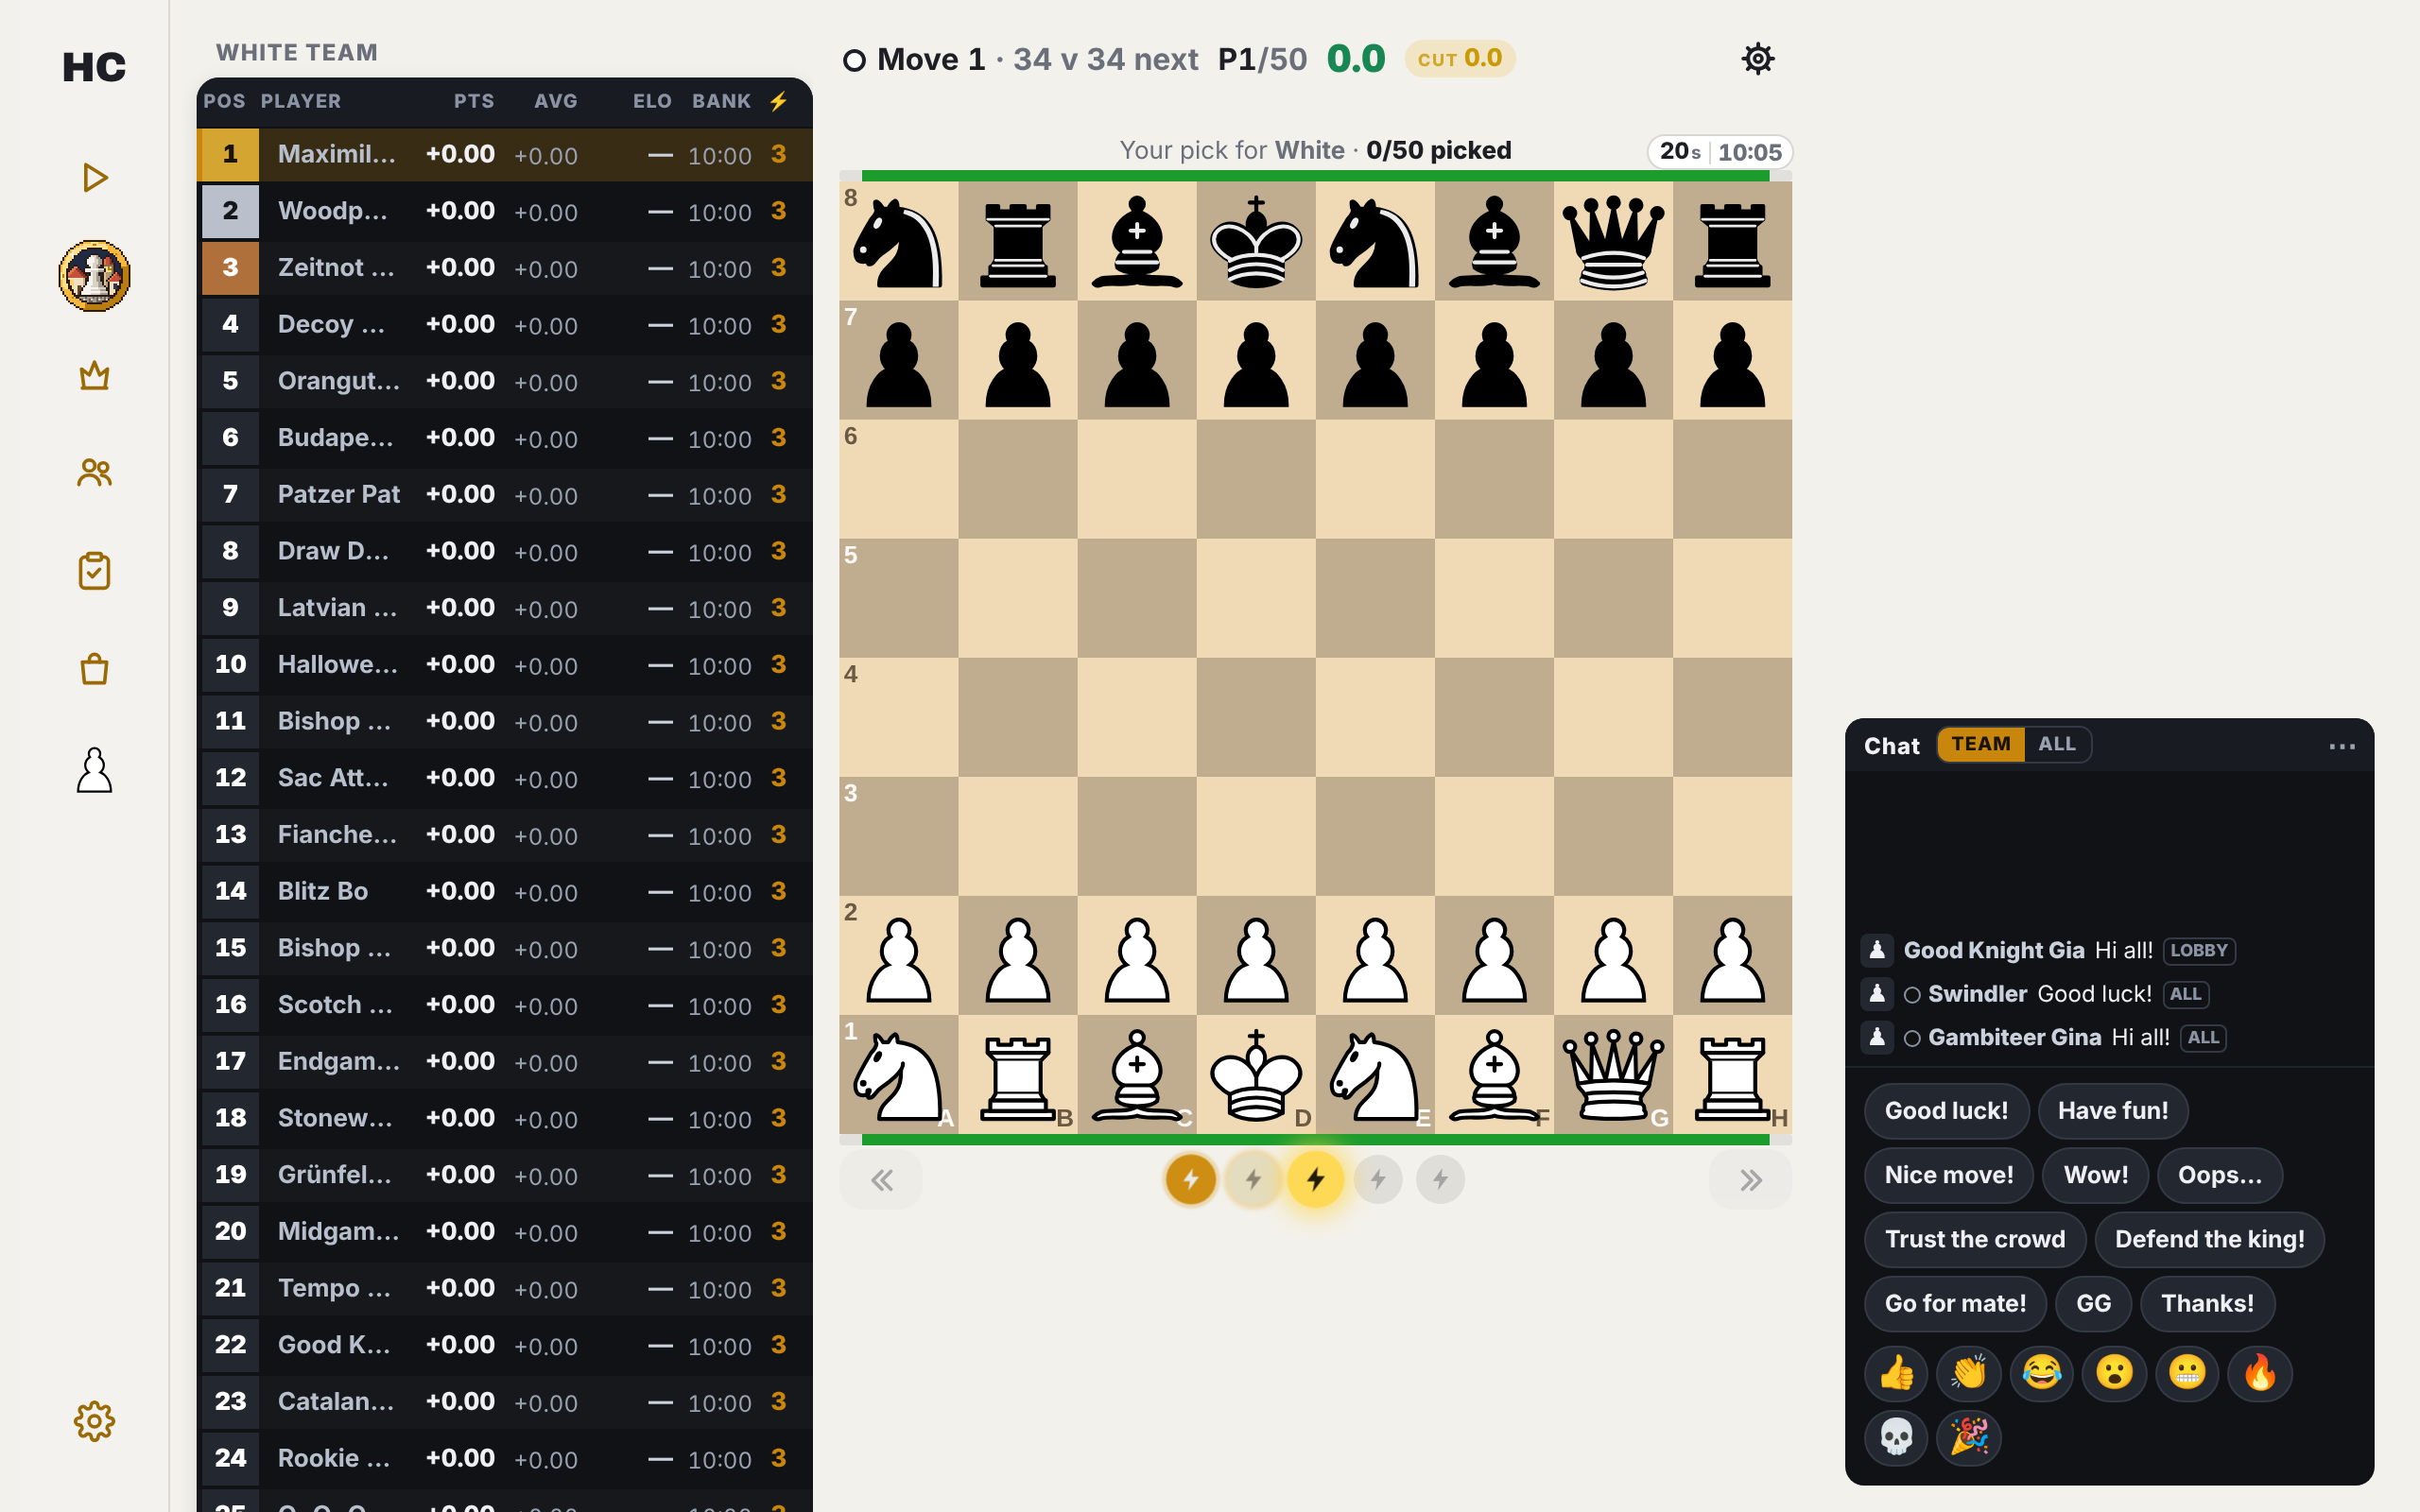 HC
WHITE TEAM
POS PLAYER PTS AVG ELO BANK ⚡
1 Maximil... +0.00 +0.00 — 10:00 3
2 Woodp... +0.00 +0.00 — 10:00 3
3 Zeitnot ... +0.00 +0.00 — 10:00 3
4 Decoy ... +0.00 +0.00 — 10:00 3
5 Orangut... +0.00 +0.00 — 10:00 3
6 Budape... +0.00 +0.00 — 10:00 3
7 Patzer Pat +0.00 +0.00 — 10:00 3
8 Draw D... +0.00 +0.00 — 10:00 3
9 Latvian ... +0.00 +0.00 — 10:00 3
10 Hallowe... +0.00 +0.00 — 10:00 3
11 Bishop ... +0.00 +0.00 — 10:00 3
12 Sac Att... +0.00 +0.00 — 10:00 3
13 Fianche... +0.00 +0.00 — 10:00 3
14 Blitz Bo +0.00 +0.00 — 10:00 3
15 Bishop ... +0.00 +0.00 — 10:00 3
16 Scotch ... +0.00 +0.00 — 10:00 3
17 Endgam... +0.00 +0.00 — 10:00 3
18 Stonew... +0.00 +0.00 — 10:00 3
19 Grünfel... +0.00 +0.00 — 10:00 3
20 Midgam... +0.00 +0.00 — 10:00 3
21 Tempo ... +0.00 +0.00 — 10:00 3
22 Good K... +0.00 +0.00 — 10:00 3
23 Catalan... +0.00 +0.00 — 10:00 3
24 Rookie ... +0.00 +0.00 — 10:00 3
Move 1 · 34 v 34 next P1/50 0.0 CUT 0.0
Your pick for White · 0/50 picked 20s 10:05
8
7
6
5
4
3
2
1
A B C D E F G H
Chat TEAM ALL ...
Good Knight Gia Hi all! LOBBY
Swindler Good luck! ALL
Gambiteer Gina Hi all! ALL
Good luck! Have fun!
Nice move! Wow! Oops...
Trust the crowd Defend the king!
Go for mate! GG Thanks!